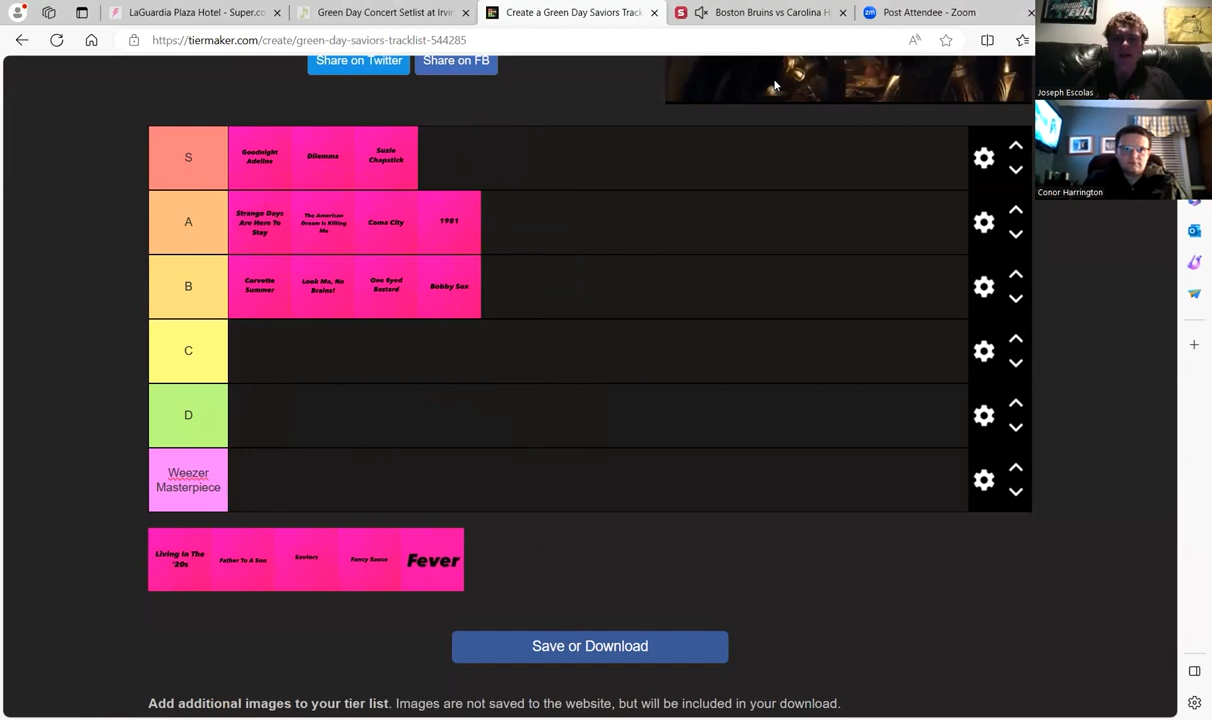 LaGuardia Plaza Hotel - Super.co
Green Day Concert Setlist at Irvin
Create a Green Day Saviors Track
Boston Bruins vs Carolina H
Post Attendee - Zoom
https://tiermaker.com/create/green-day-saviors-tracklist-544285
Share on Twitter
Share on FB
Joseph Escolas
Conor Harrington
S
Goodnight
Adeline
Dilemma
Suzie
Chapstick
A
Strange Days
Are Here To
Stay
The American
Dream Is Killing
Me
Coma City
1981
B
Corvette
Summer
Look Ma, No
Brains!
One Eyed
Bastard
Bobby Sox
C
D
Weezer
Masterpiece
Living In The
'20s
Father To A Son
Saviors
Fancy Sauce
Fever
Save or Download
Add additional images to your tier list. Images are not saved to the website, but will be included in your download.